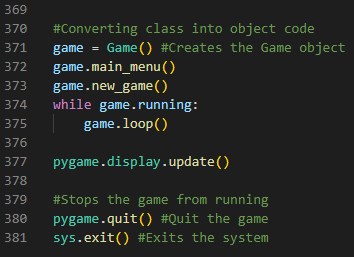 369
370 #Converting class into object code
371 game = Game() #Creates the Game object
372 game.main_menu()
373 game.new_game()
374 while game.running:
375     game.loop()
376
377 pygame.display.update()
378
379 #Stops the game from running
380 pygame.quit() #Quit the game
381 sys.exit() #Exits the system